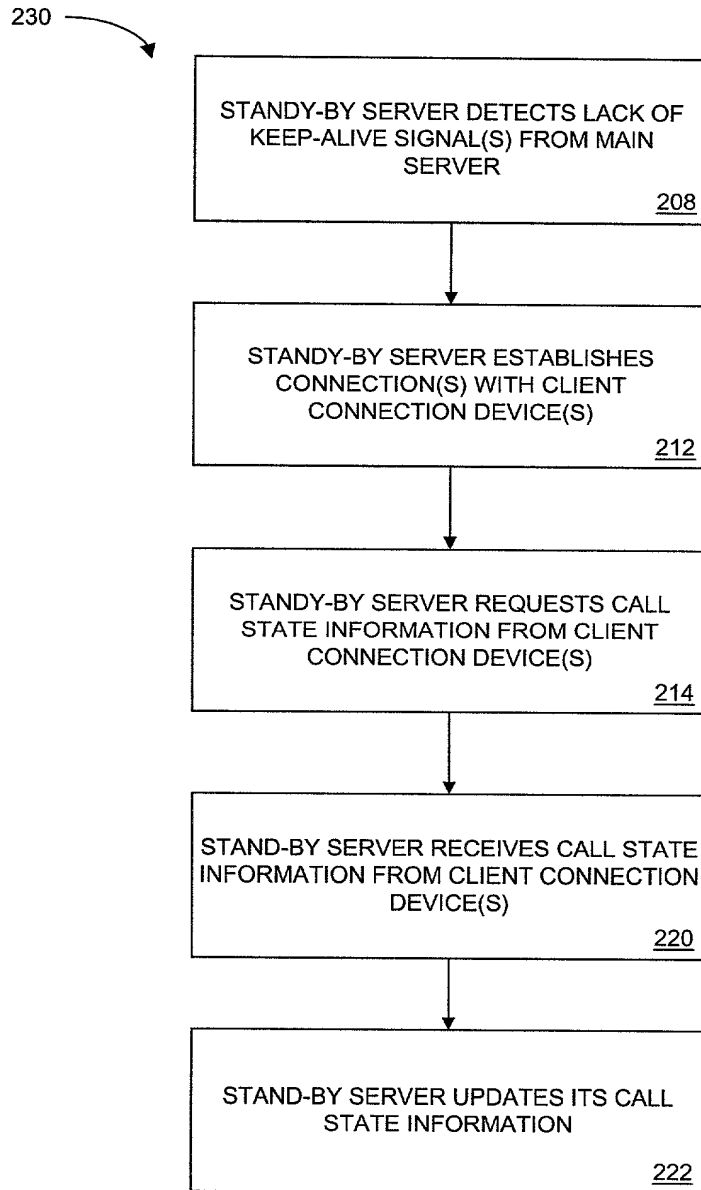 230
STANDY-BY SERVER DETECTS LACK OF
KEEP-ALIVE SIGNAL(S) FROM MAIN
SERVER
208
STANDY-BY SERVER ESTABLISHES
CONNECTION(S) WITH CLIENT
CONNECTION DEVICE(S)
212
STANDY-BY SERVER REQUESTS CALL
STATE INFORMATION FROM CLIENT
CONNECTION DEVICE(S)
214
STAND-BY SERVER RECEIVES CALL STATE
INFORMATION FROM CLIENT CONNECTION
DEVICE(S)
220
STAND-BY SERVER UPDATES ITS CALL
STATE INFORMATION
222